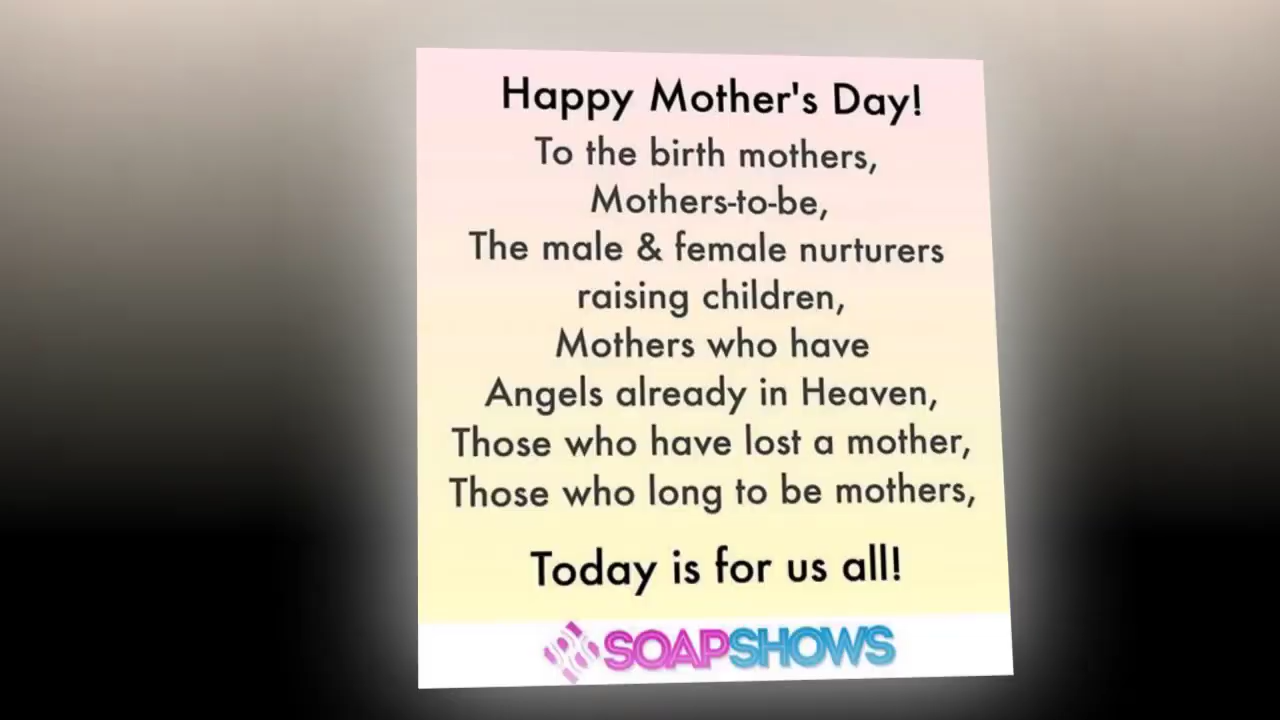 Happy Mother's Day!
To the birth mothers,
Mothers-to-be,
The male & female nurturers
raising children,
Mothers who have
Angels already in Heaven,
Those who have lost a mother,
Those who long to be mothers,
Today is for us all!
SOAPSHOWS